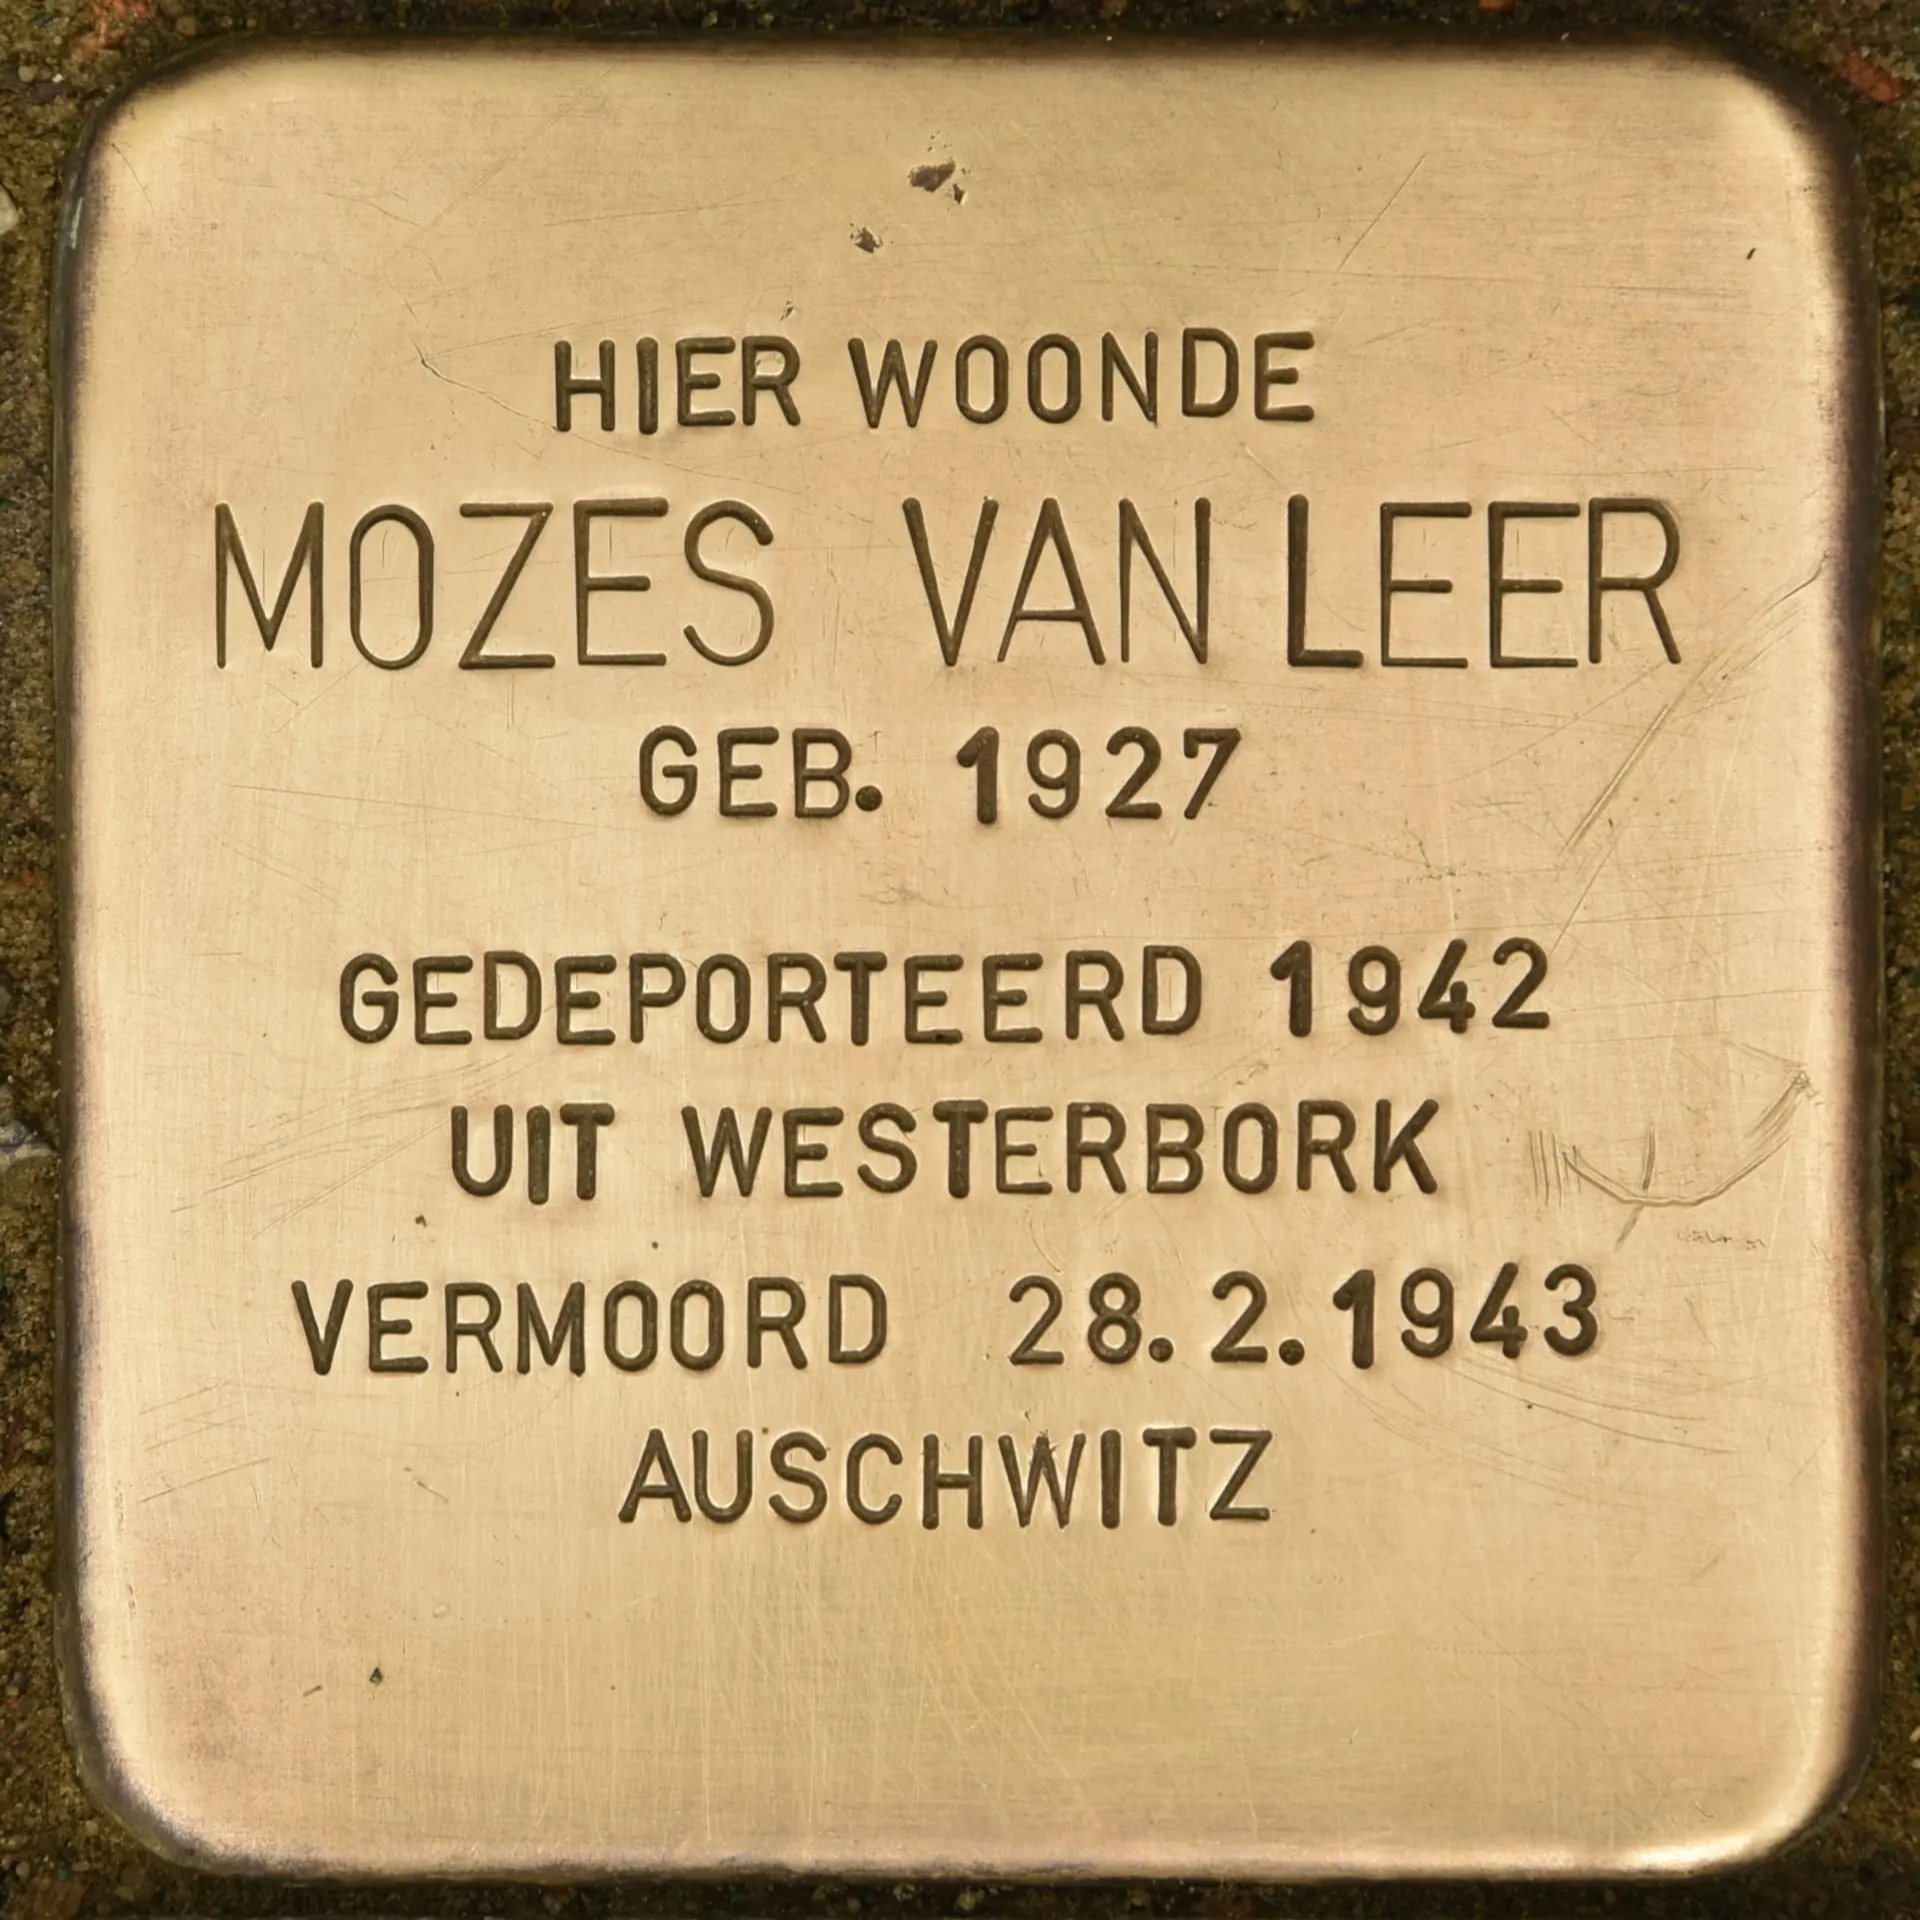 HIER WOONDE
MOZES VAN LEER
GEB. 1927
GEDEPORTEERD 1942
UIT WESTERBORK
VERMOORD 28.2.1943
AUSCHWITZ